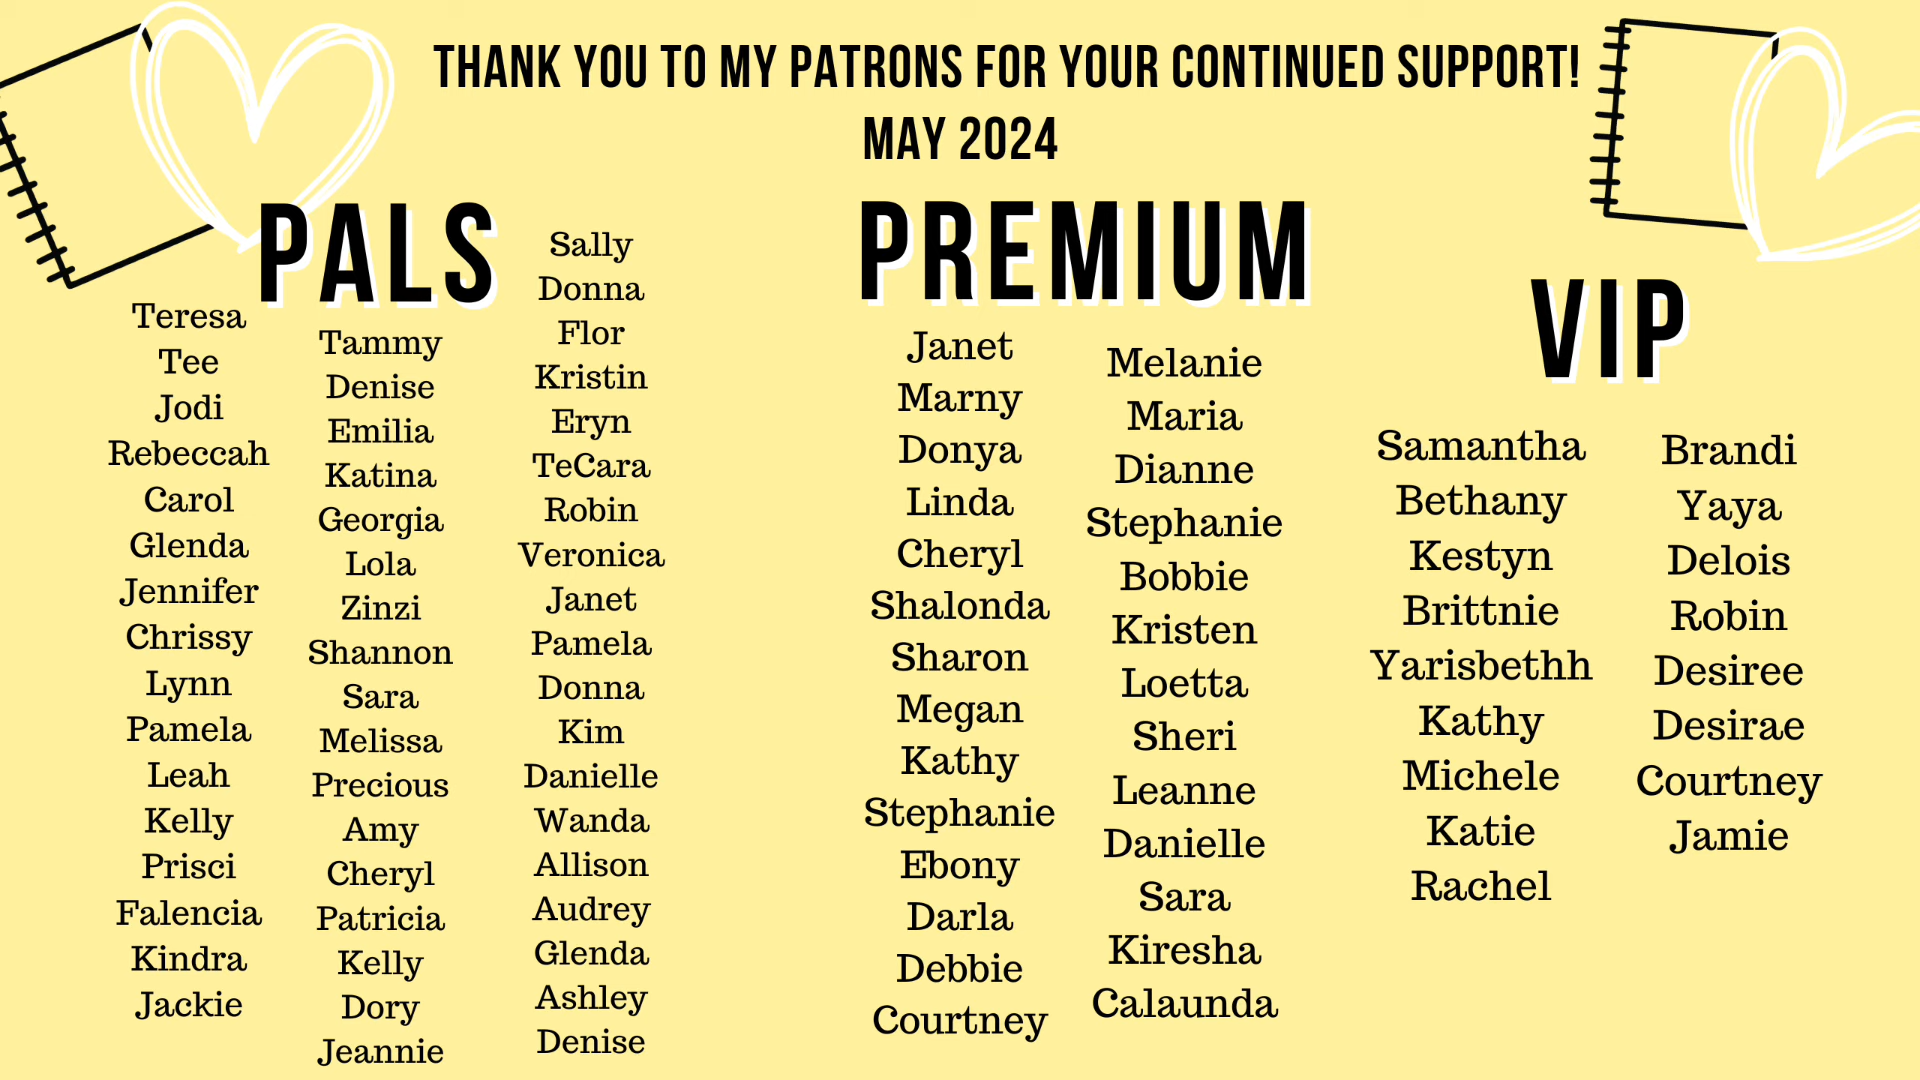 THANK YOU TO MY PATRONS FOR YOUR CONTINUED SUPPORT!
MAY 2024
PALS
Teresa
Tee
Jodi
Rebeccah
Carol
Glenda
Jennifer
Chrissy
Lynn
Pamela
Leah
Kelly
Prisci
Falencia
Kindra
Jackie
Tammy
Denise
Emilia
Katina
Georgia
Lola
Zinzi
Shannon
Sara
Melissa
Precious
Amy
Cheryl
Patricia
Kelly
Dory
Jeannie
Sally
Donna
Flor
Kristin
Eryn
TeCara
Robin
Veronica
Janet
Pamela
Donna
Kim
Danielle
Wanda
Allison
Audrey
Glenda
Ashley
Denise
PREMIUM
Janet
Marny
Donya
Linda
Cheryl
Shalonda
Sharon
Megan
Kathy
Stephanie
Ebony
Darla
Debbie
Courtney
Melanie
Maria
Dianne
Stephanie
Bobbie
Kristen
Loetta
Sheri
Leanne
Danielle
Sara
Kiresha
Calaunda
VIP
Samantha
Bethany
Kestyn
Brittnie
Yarisbethh
Kathy
Michele
Katie
Rachel
Brandi
Yaya
Delois
Robin
Desiree
Desirae
Courtney
Jamie